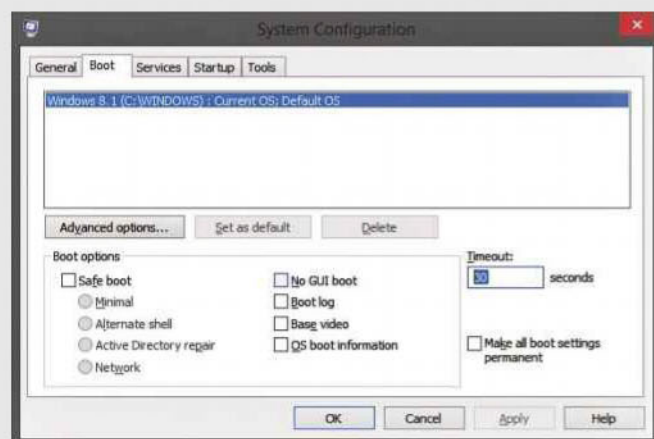 System Configuration
General Boot Services Startup Tools
Windows 8.1 (C:\WINDOWS) : Current OS; Default OS
Advanced options... Set as default Delete
Boot options
Safe boot
Minimal
Alternate shell
Active Directory repair
Network
No GUI boot
Boot log
Base video
OS boot information
Timeout:
30 seconds
Make all boot settings
permanent
OK Cancel Apply Help